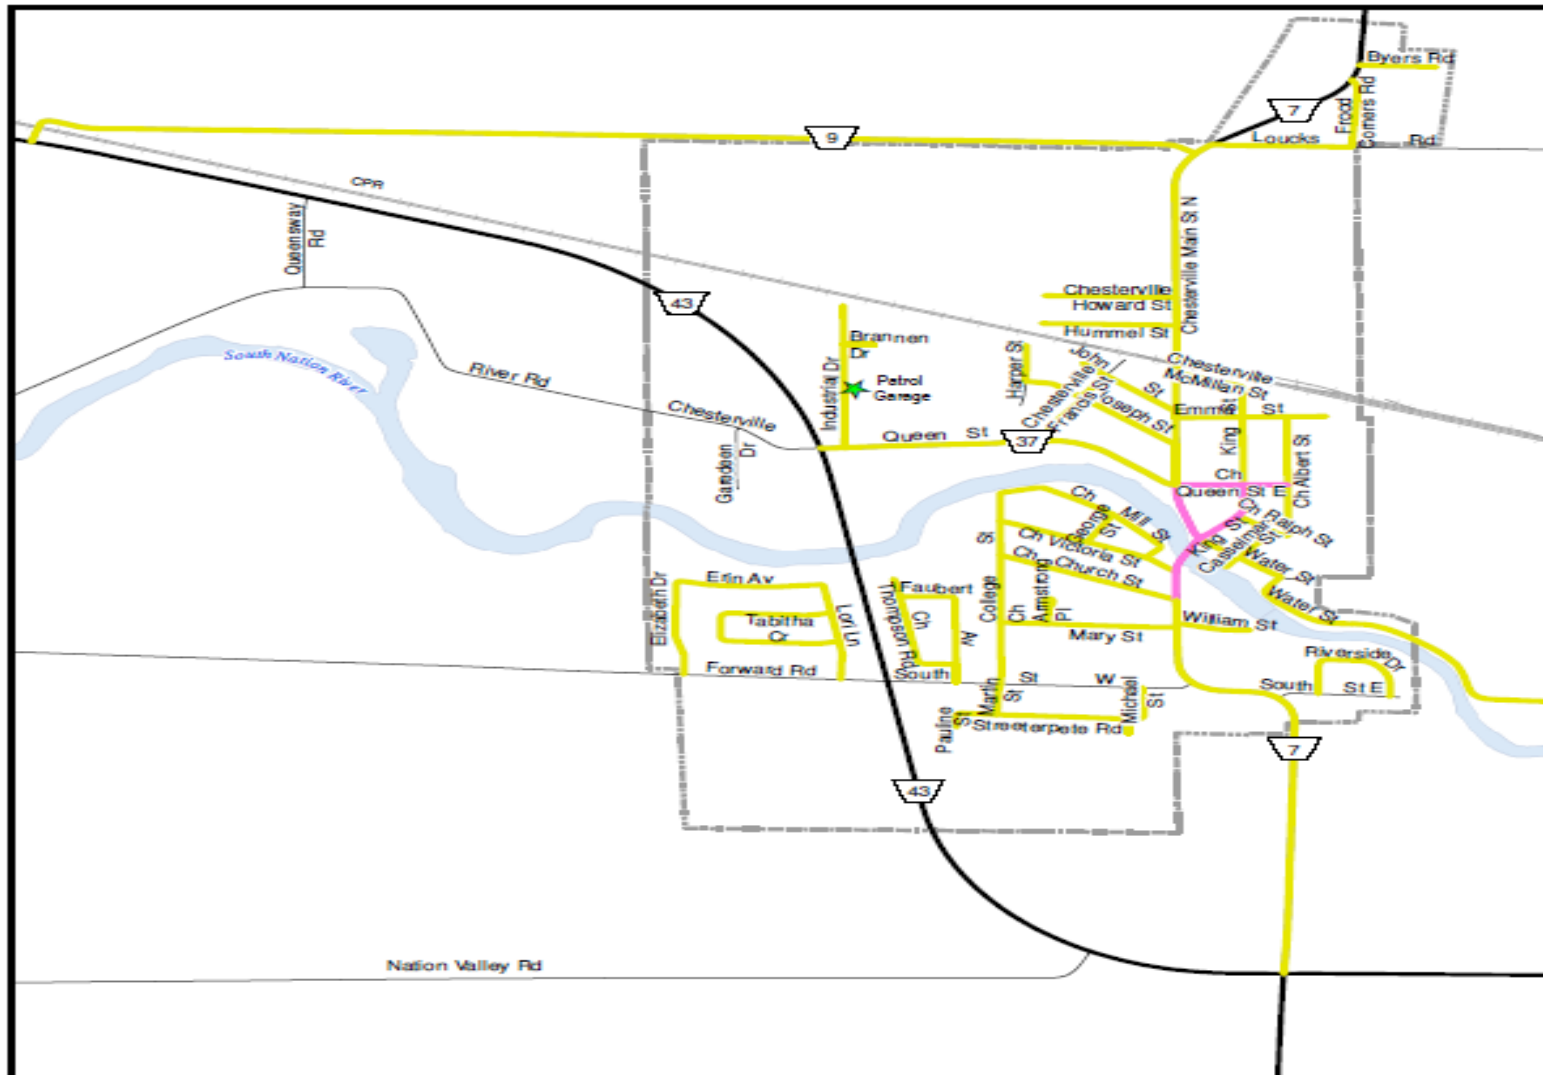 Byers Rd
7
Frood
Corners Rd
Loucks
Rd
9
CPR
Queensway
Rd
Chesterville Main St N
43
Chesterville
Howard St
Hummel St
South Nation River
River Rd
Brannen
Dr
Industrial Dr
Patrol
Garage
Harper St
John
St
Chesterville
McMillan St
Chesterville
Francis St
Joseph St
Emma St
King St
Chesterville
Garddeen
Dr
Queen St
37
Ch
Queen St E
Ch Albert St
Ch Ralph St
King St
Casselman
St
Water St
Water St
Ch
Mill St
George
St
Ch Victoria St
Ch Church St
College
St
Ch
Armstrong
Pl
Mary St
William St
Elizabeth Dr
Erin Av
Tabitha
Cr
Lori Ln
Forward Rd
Faubert
Av
Ch
Thompson Rd
South
St
W
Martin
St
Michael
St
Pauline
St
Streeterpete Rd
Riverside
Dr
South
St E
7
43
Nation Valley Rd
7